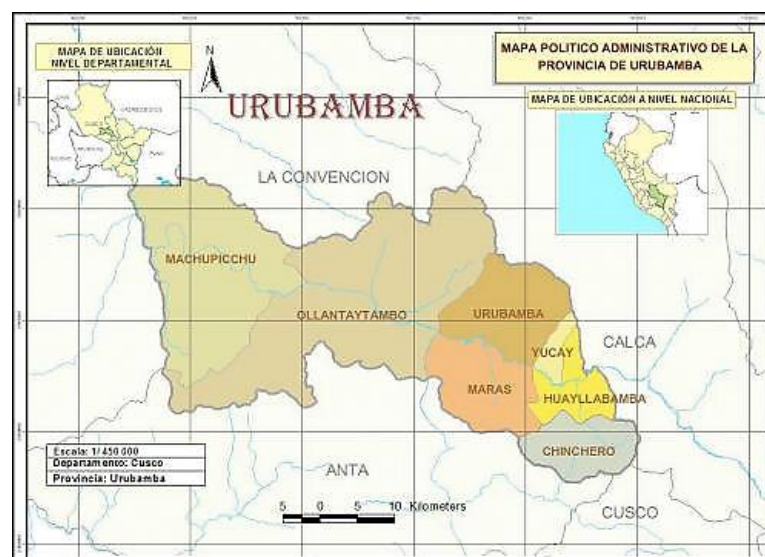 MAPA DE UBICACIÓN
NIVEL DEPARTAMENTAL
N
MAPA POLITICO ADMINISTRATIVO DE LA
PROVINCIA DE URUBAMBA
URUBAMBA
MAPA DE UBICACIÓN A NIVEL NACIONAL
LA CONVENCION
MACHUPICCHU
OLLANTAYTAMBO
URUBAMBA
CALCA
YUCAY
MARAS
HUAYLLABAMBA
CHINCHERO
Escala: 1/450 000
Departamento: Cusco
Provincia: Urubamba
ANTA
5 0 5 10 Kilometers
CUSCO